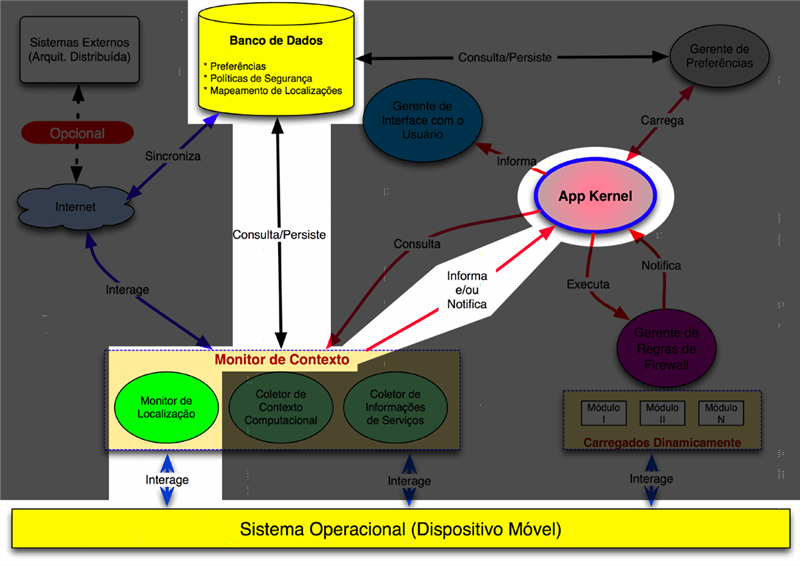 Sistemas Externos
(Arquit. Distribuída)
Opcional
Internet
Sincroniza
Interage
Banco de Dados
* Preferências
* Políticas de Segurança
* Mapeamento de Localizações
Consulta/Persiste
Gerente de
Preferências
Gerente de
Interface com o
Usuário
Carrega
Informa
App Kernel
Consulta/Persiste
Consulta
Informa
e/ou
Notifica
Executa
Notifica
Gerente de
Regras de
Firewall
Monitor de Contexto
Monitor de
Localização
Coletor de
Contexto
Computacional
Coletor de
Informações
de Serviços
Módulo
I
Módulo
II
Módulo
N
Carregados Dinamicamente
Interage
Interage
Interage
Sistema Operacional (Dispositivo Móvel)